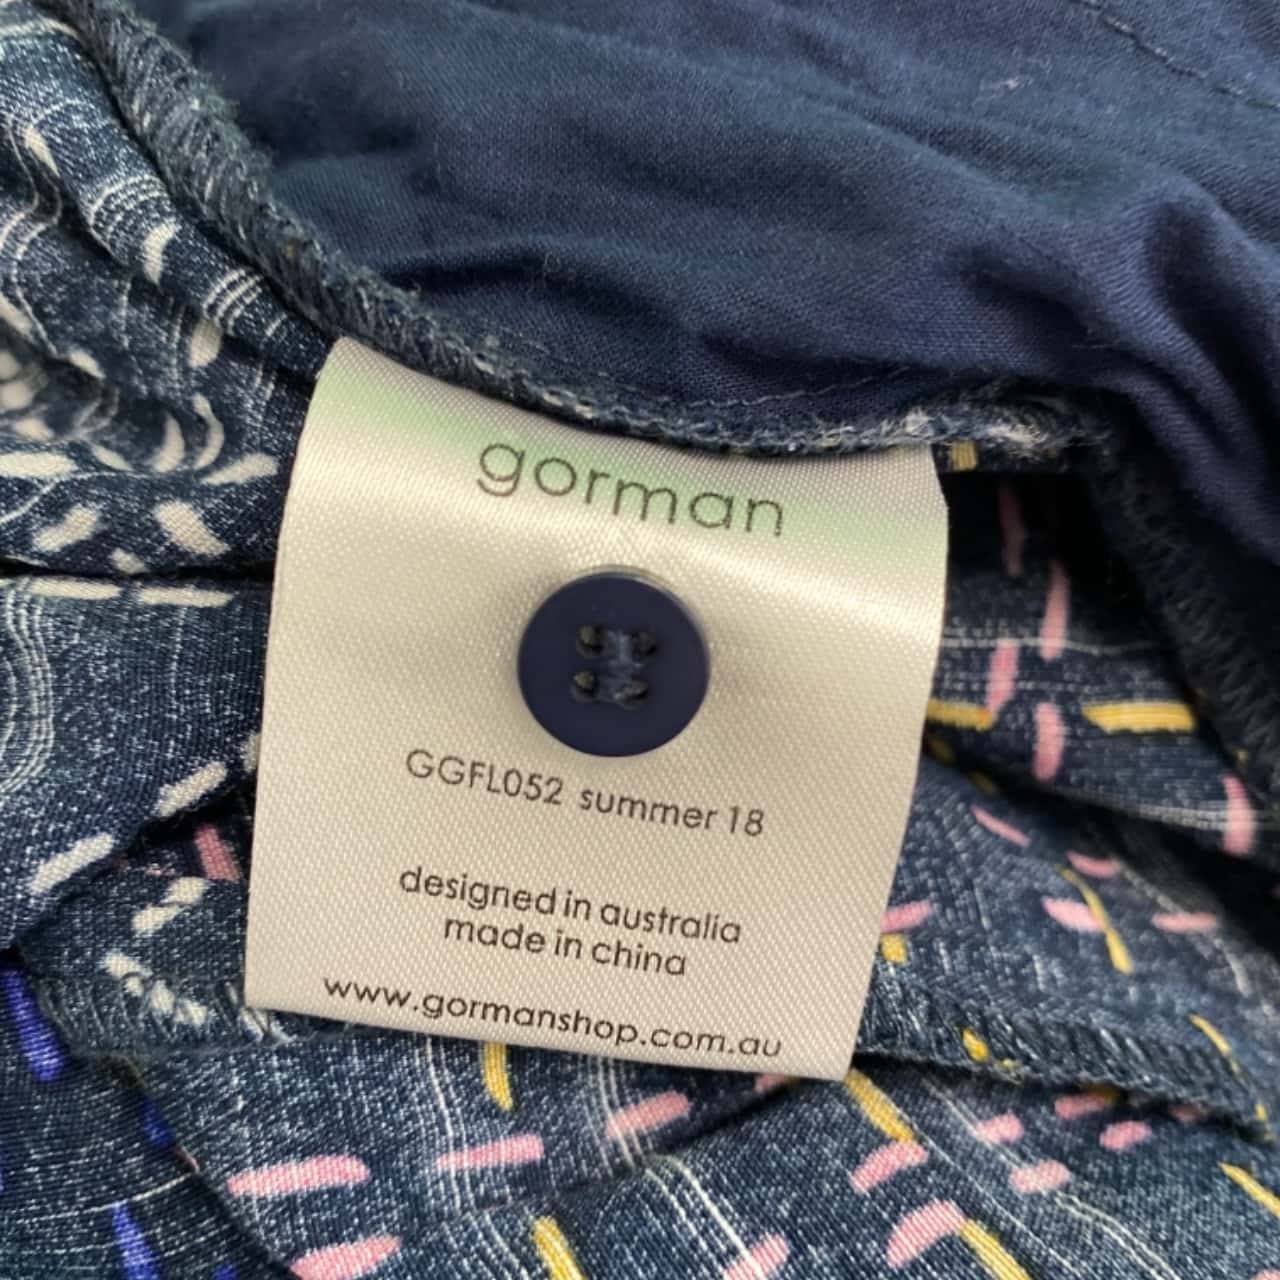 gorman
GGFL052 summer 18
designed in australia
made in china
www.gormanshop.com.au